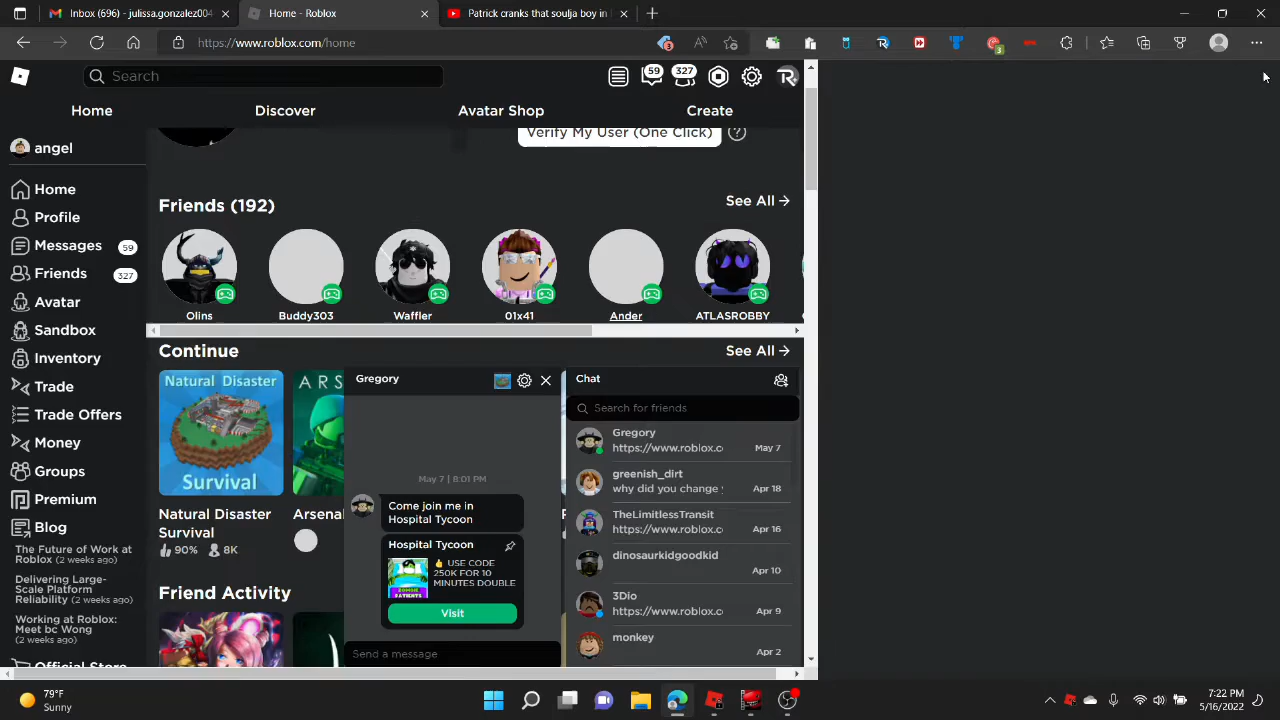 Inbox (696) - julissa.gonzalez004
Home - Roblox
Patrick cranks that soulja boy in
https://www.roblox.com/home
3
3
Search
59
327
Home
Discover
Avatar Shop
Create
angel
Verify My User (One Click)
?
Home
Profile
Messages
59
Friends
327
Avatar
Sandbox
Inventory
Trade
Trade Offers
Money
Groups
Premium
Blog
The Future of Work at
Roblox (2 weeks ago)
Delivering Large-
Scale Platform
Reliability (2 weeks ago)
Working at Roblox:
Meet bc Wong
(2 weeks ago)
Official Store
Friends (192)
See All
Olins
Buddy303
Waffler
01x41
Ander
ATLASROBBY
Continue
See All
Natural Disaster
Survival
ARS
Natural Disaster
Survival
90%
8K
Arsenal
Friend Activity
Gregory
May 7 | 8:01 PM
Come join me in
Hospital Tycoon
Hospital Tycoon
USE CODE
250K FOR 10
MINUTES DOUBLE
ZOMBIE
PATIENTS
Visit
Send a message
Chat
Search for friends
Gregory
https://www.roblox.c
May 7
greenish_dirt
why did you change
Apr 18
TheLimitlessTransit
https://www.roblox.c
Apr 16
dinosaurkidgoodkid
Apr 10
3Dio
https://www.roblox.c
Apr 9
monkey
Apr 2
79°F
Sunny
7:22 PM
5/16/2022